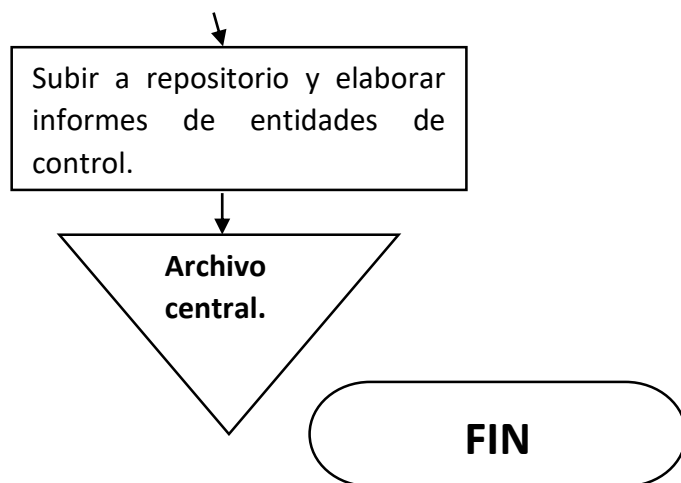 Subir a repositorio y elaborar
informes de entidades de
control.
Archivo
central.
FIN